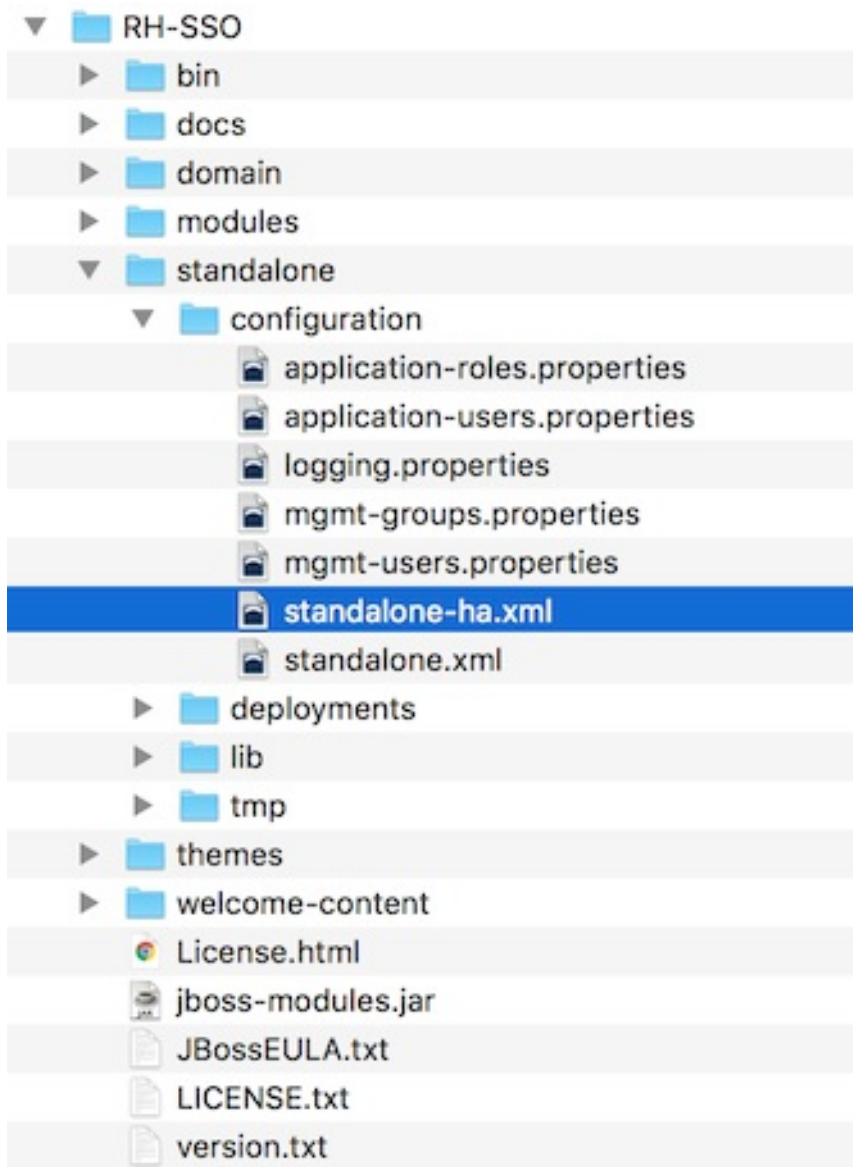 RH-SSO
bin
docs
domain
modules
standalone
configuration
application-roles.properties
application-users.properties
logging.properties
mgmt-groups.properties
mgmt-users.properties
standalone-ha.xml
standalone.xml
deployments
lib
tmp
themes
welcome-content
License.html
jboss-modules.jar
JBossEULA.txt
LICENSE.txt
version.txt